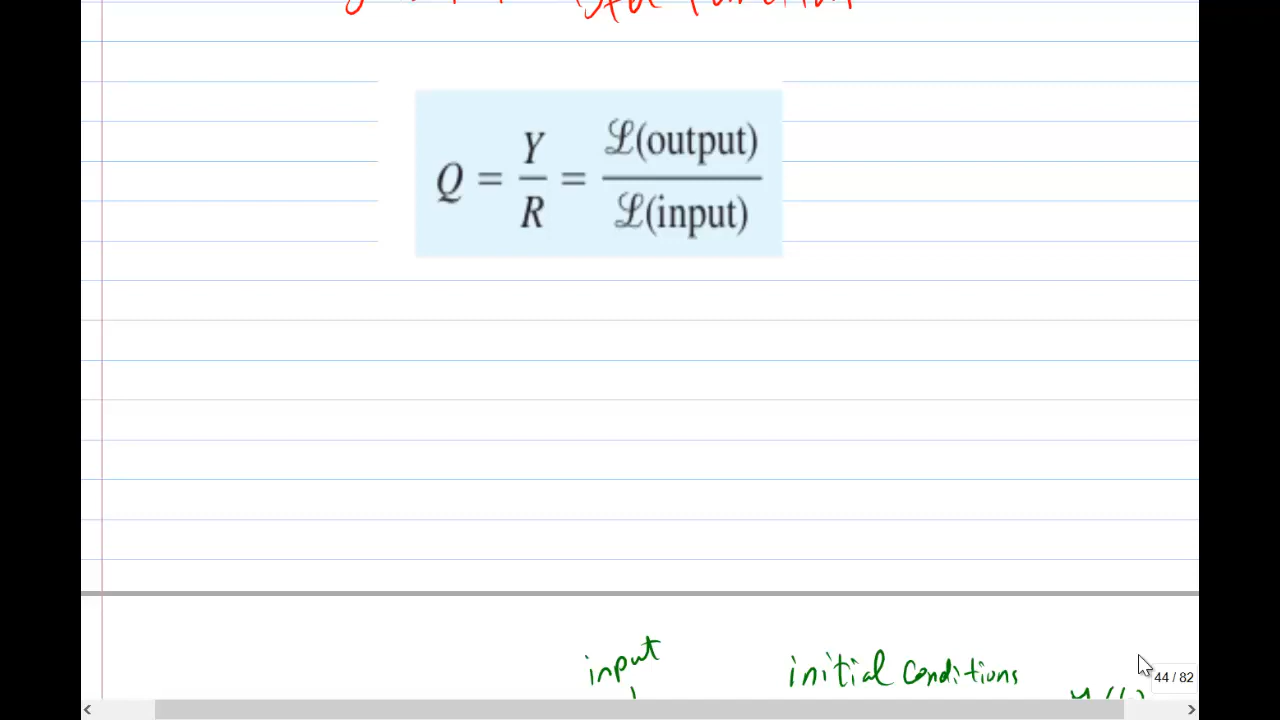 Q = Y/R = ℒ(output)/ℒ(input)
input
initial conditions
44 / 82